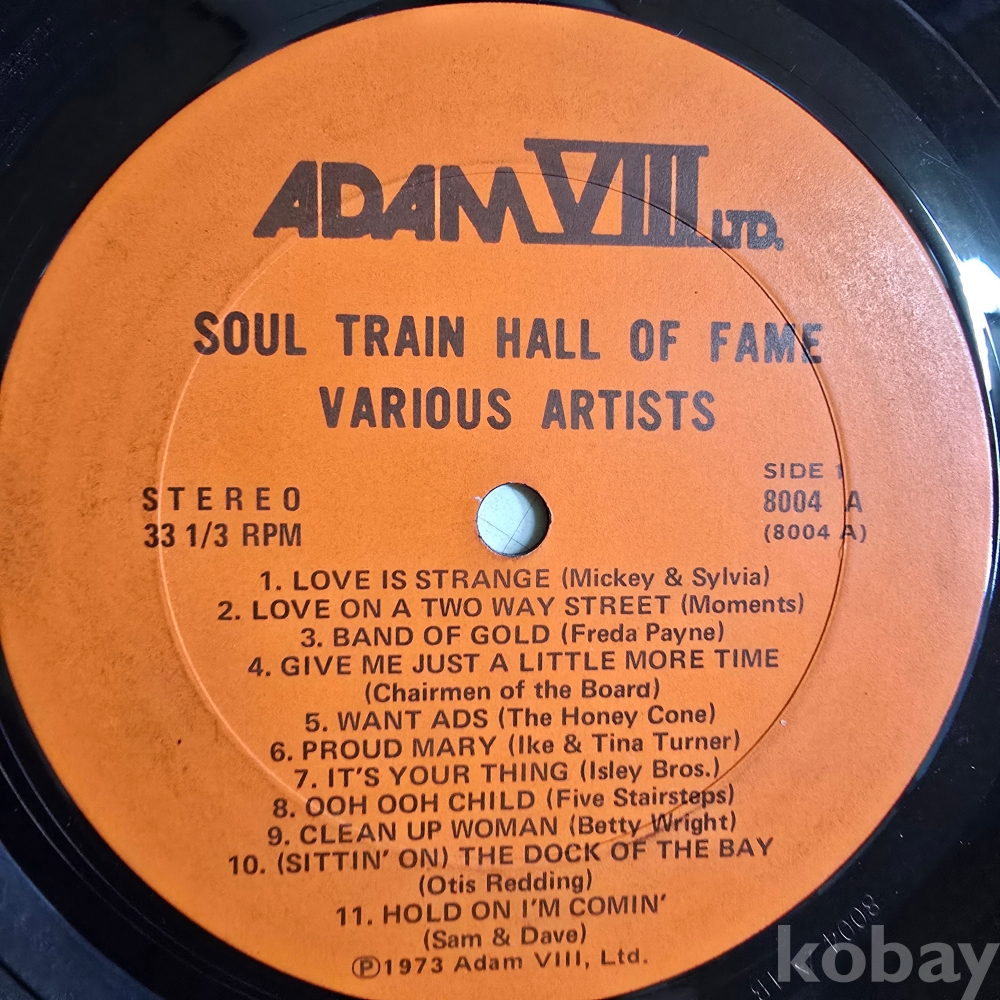 ADAM VIII LTD.
SOUL TRAIN HALL OF FAME
VARIOUS ARTISTS
STEREO
33 1/3 RPM
SIDE 1
8004 A
(8004 A)
1. LOVE IS STRANGE (Mickey & Sylvia)
2. LOVE ON A TWO WAY STREET (Moments)
3. BAND OF GOLD (Freda Payne)
4. GIVE ME JUST A LITTLE MORE TIME
(Chairmen of the Board)
5. WANT ADS (The Honey Cone)
6. PROUD MARY (Ike & Tina Turner)
7. IT'S YOUR THING (Isley Bros.)
8. OOH OOH CHILD (Five Stairsteps)
9. CLEAN UP WOMAN (Betty Wright)
10. (SITTIN' ON) THE DOCK OF THE BAY
(Otis Redding)
11. HOLD ON I'M COMIN'
(Sam & Dave)
Ⓟ1973 Adam VIII, Ltd.
kobay